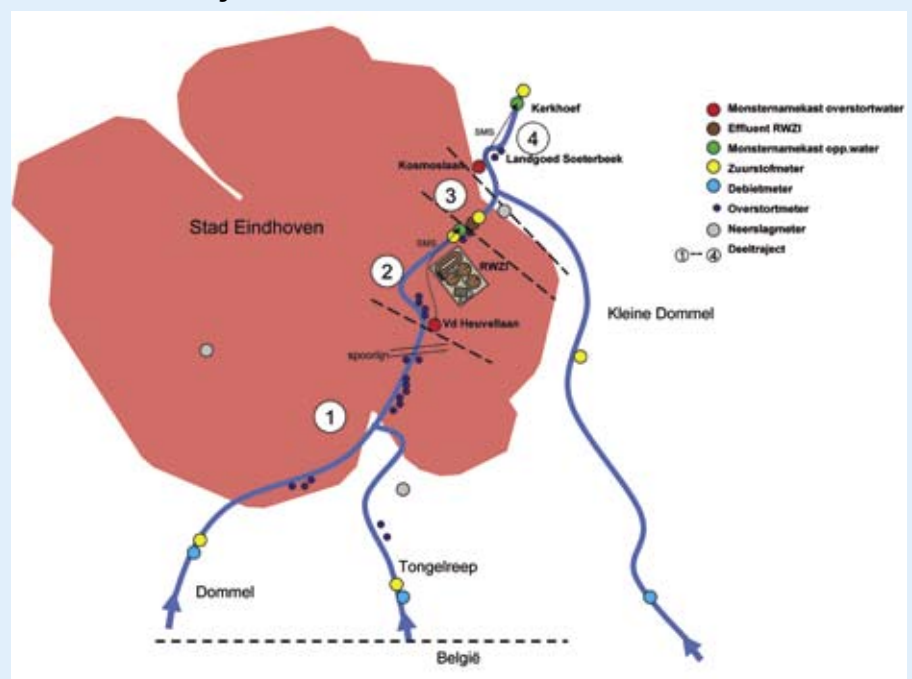 Kerkhoef
SMS
4
Landgoed Soeterbeek
Kosmoslaan
3
Stad Eindhoven
SMS
RWZI
2
Vd Heuvellaan
spoorlijn
Kleine Dommel
1
Tongelreep
Dommel
België
Monsternamekast overstortwater
Effluent RWZI
Monsternamekast opp.water
Zuurstofmeter
Debietmeter
Overstortmeter
Neerslagmeter
①--④ Deeltraject